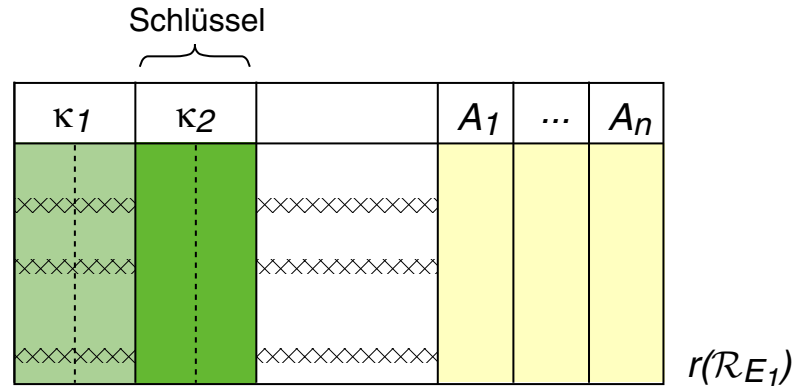 Schlüssel
κ1 κ2 A1 ... An
r(RE1)